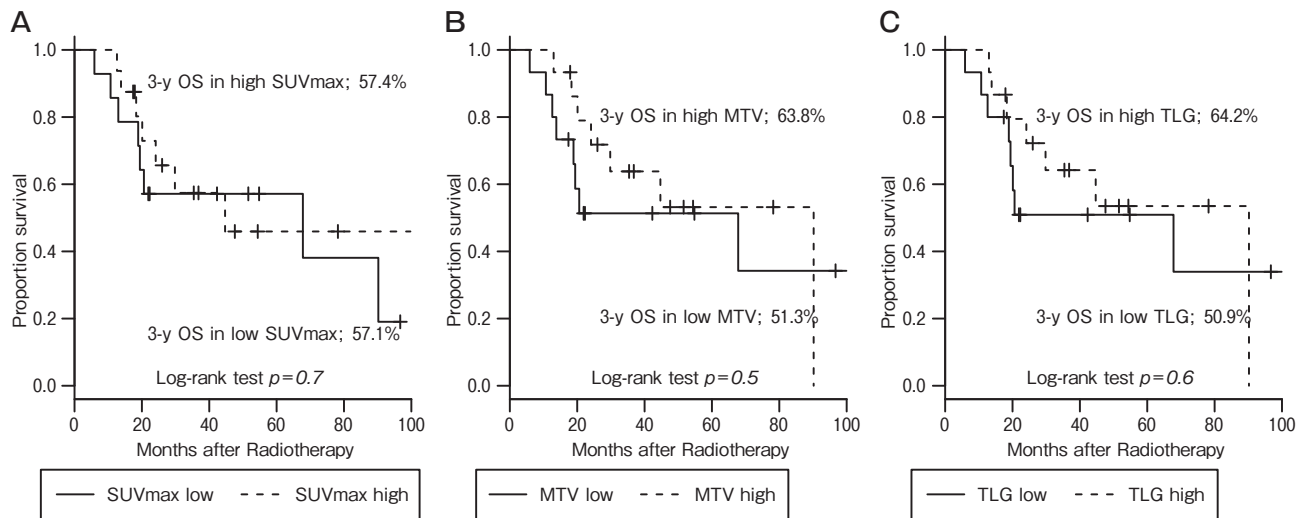 A
Proportion survival
1.0
0.8
0.6
0.4
0.2
0.0
3-y OS in high SUVmax; 57.4%
3-y OS in low SUVmax; 57.1%
Log-rank test p=0.7
0 20 40 60 80 100
Months after Radiotherapy
SUVmax low SUVmax high
B
Proportion survival
1.0
0.8
0.6
0.4
0.2
0.0
3-y OS in high MTV; 63.8%
3-y OS in low MTV; 51.3%
Log-rank test p=0.5
0 20 40 60 80 100
Months after Radiotherapy
MTV low MTV high
C
Proportion survival
1.0
0.8
0.6
0.4
0.2
0.0
3-y OS in high TLG; 64.2%
3-y OS in low TLG; 50.9%
Log-rank test p=0.6
0 20 40 60 80 100
Months after Radiotherapy
TLG low TLG high